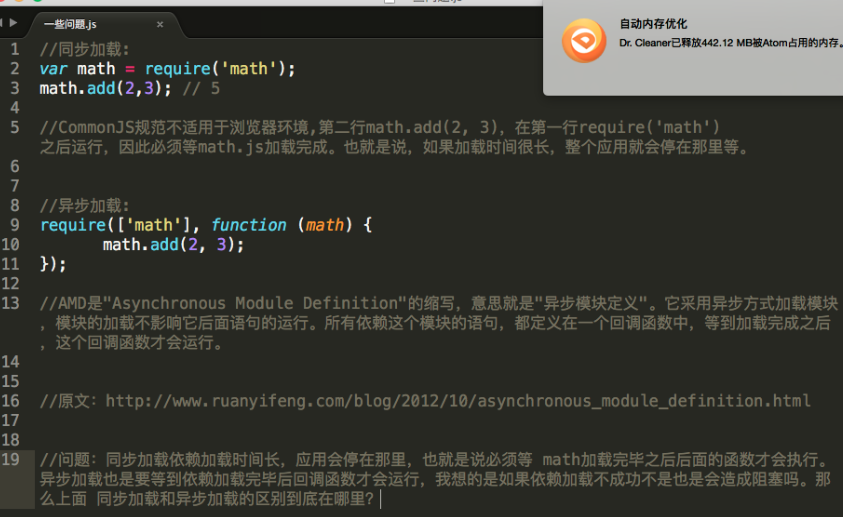 一些问题.js
×
自动内存优化
Dr. Cleaner已释放442.12 MB被Atom占用的内存。
1 //同步加载:
2 var math = require('math');
3 math.add(2,3); // 5
4
5 //CommonJS规范不适用于浏览器环境,第二行math.add(2, 3), 在第一行require('math')
之后运行，因此必须等math.js加载完成。也就是说，如果加载时间很长，整个应用就会停在那里等。
6
7
8 //异步加载:
9 require(['math'], function (math) {
10 math.add(2, 3);
11 });
12
13 //AMD是"Asynchronous Module Definition"的缩写，意思就是"异步模块定义"。它采用异步方式加载模块
，模块的加载不影响它后面语句的运行。所有依赖这个模块的语句，都定义在一个回调函数中，等到加载完成之后
，这个回调函数才会运行。
14
15
16 //原文：http://www.ruanyifeng.com/blog/2012/10/asynchronous_module_definition.html
17
18
19 //问题：同步加载依赖加载时间长，应用会停在那里，也就是说必须等 math加载完毕之后后面的函数才会执行。
异步加载也是要等到依赖加载完毕后回调函数才会运行，我想的是如果依赖加载不成功不是也是会造成阻塞吗。那
么上面 同步加载和异步加载的区别到底在哪里？